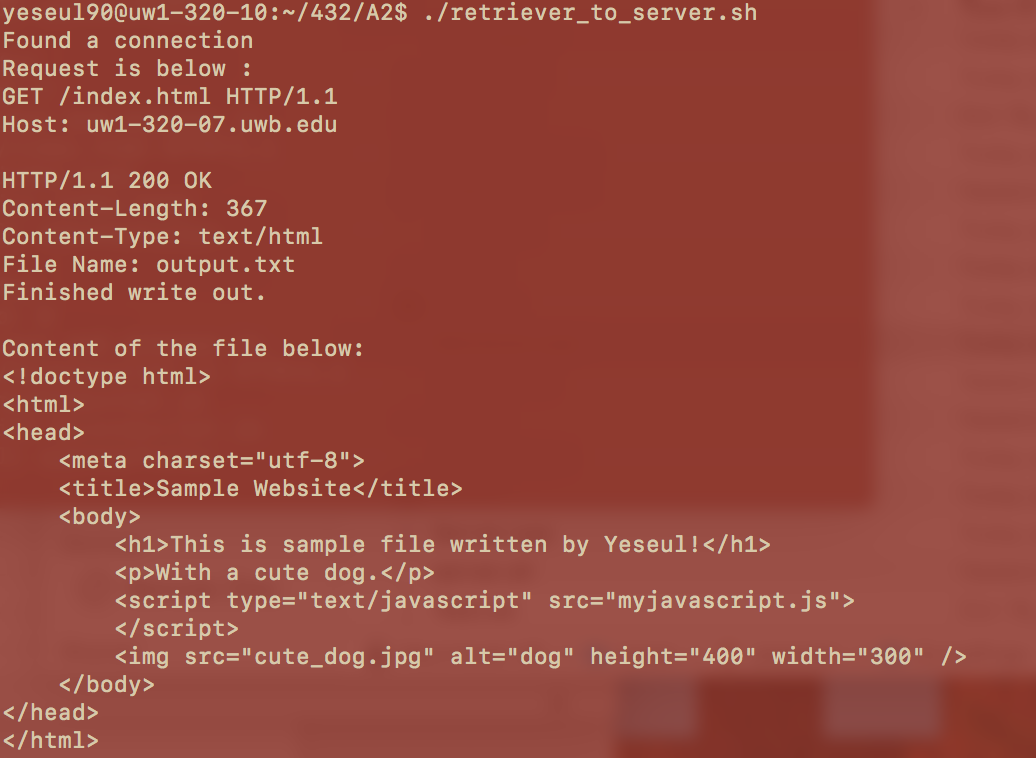 yeseul90@uw1-320-10:~/432/A2$ ./retriever_to_server.sh
Found a connection
Request is below :
GET /index.html HTTP/1.1
Host: uw1-320-07.uwb.edu

HTTP/1.1 200 OK
Content-Length: 367
Content-Type: text/html
File Name: output.txt
Finished write out.

Content of the file below:
<!doctype html>
<html>
<head>
    <meta charset="utf-8">
    <title>Sample Website</title>
    <body>
        <h1>This is sample file written by Yeseul!</h1>
        <p>With a cute dog.</p>
        <script type="text/javascript" src="myjavascript.js">
        </script>
        <img src="cute_dog.jpg" alt="dog" height="400" width="300" />
    </body>
</head>
</html>